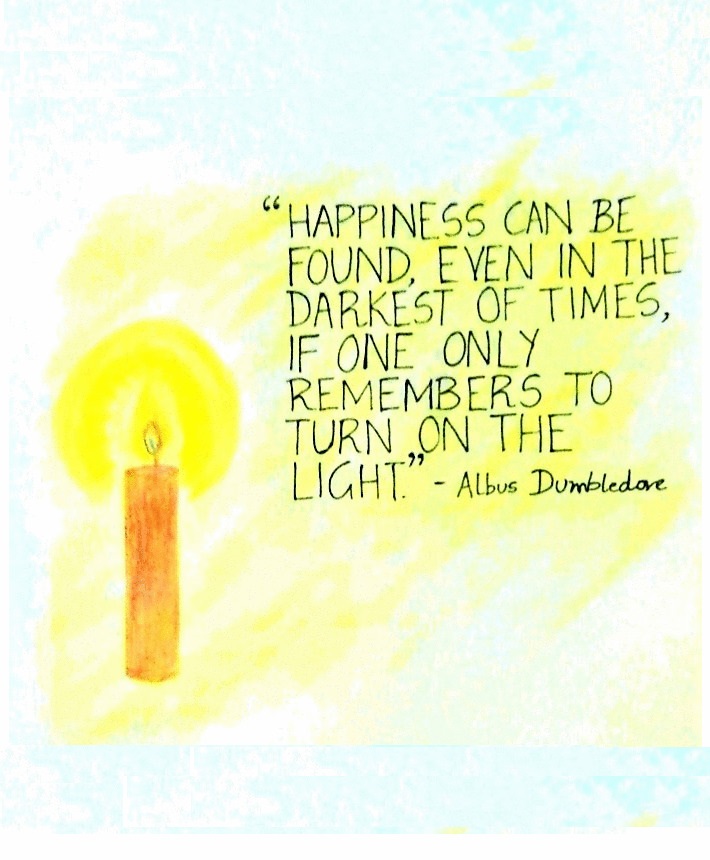 “HAPPINESS CAN BE
FOUND, EVEN IN THE
DARKEST OF TIMES,
IF ONE ONLY
REMEMBERS TO
TURN ON THE
LIGHT.” - Albus Dumbledore